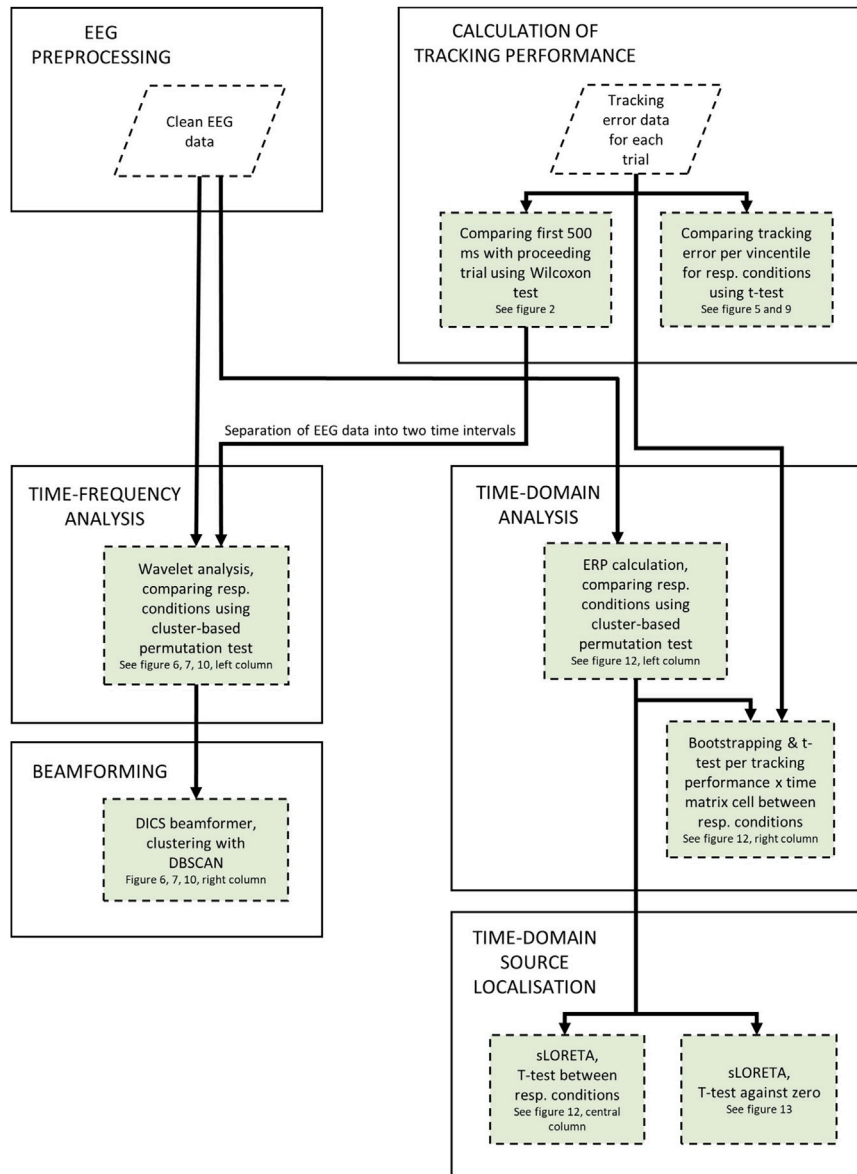 EEG
PREPROCESSING
Clean EEG
data
CALCULATION OF
TRACKING PERFORMANCE
Tracking
error data
for each
trial
Comparing first 500
ms with proceeding
trial using Wilcoxon
test
See figure 2
Comparing tracking
error per vincentile
for resp. conditions
using t-test
See figure 5 and 9
Separation of EEG data into two time intervals
TIME-FREQUENCY
ANALYSIS
Wavelet analysis,
comparing resp.
conditions using
cluster-based
permutation test
See figure 6, 7, 10, left column
BEAMFORMING
DICS beamformer,
clustering with
DBSCAN
Figure 6, 7, 10, right column
TIME-DOMAIN
ANALYSIS
ERP calculation,
comparing resp.
conditions using
cluster-based
permutation test
See figure 12, left column
Bootstrapping & t-
test per tracking
performance x time
matrix cell between
resp. conditions
See figure 12, right column
TIME-DOMAIN
SOURCE
LOCALISATION
sLORETA,
T-test between
resp. conditions
See figure 12, central
column
sLORETA,
T-test against zero
See figure 13